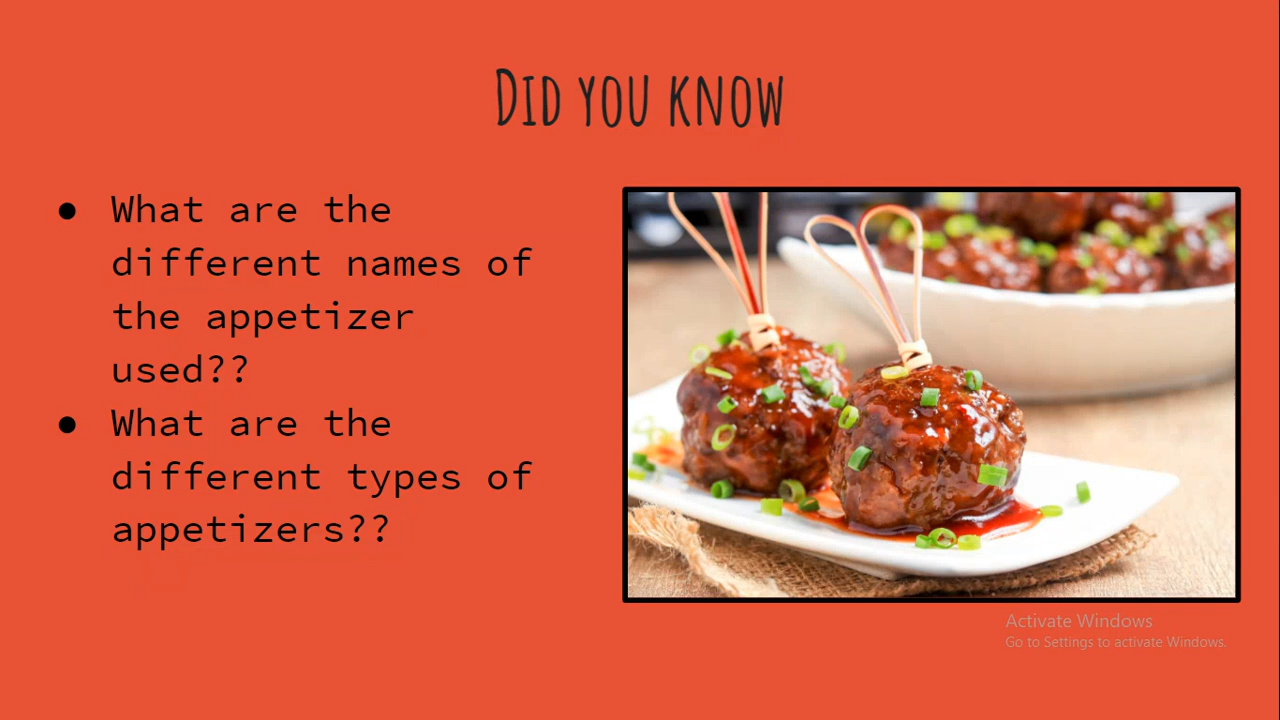 Did you know
● What are the
different names of
the appetizer
used??
● What are the
different types of
appetizers??
Activate Windows
Go to Settings to activate Windows.